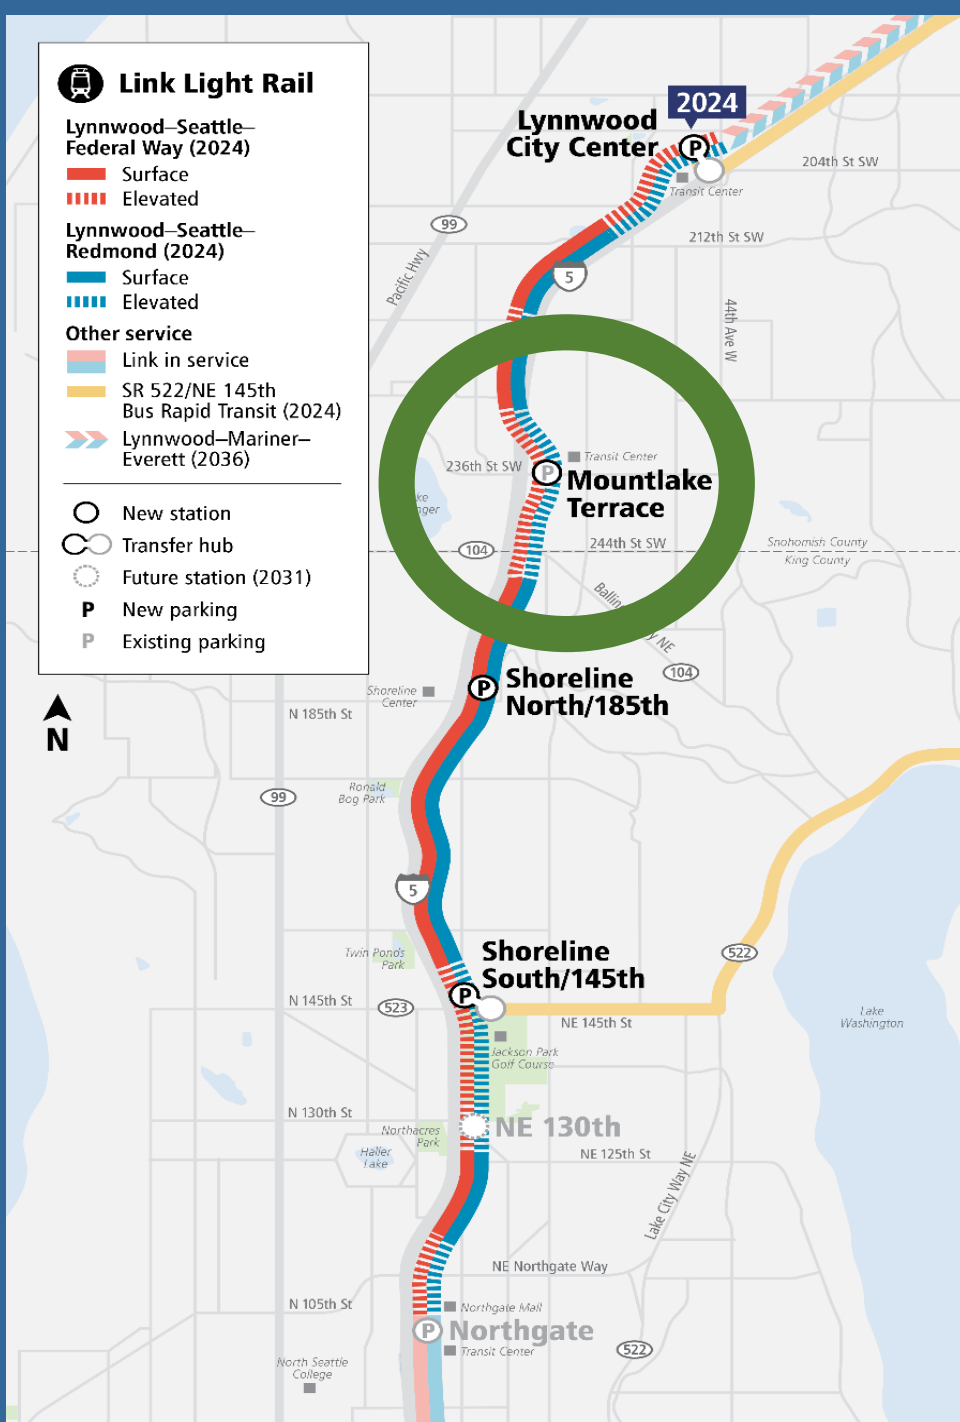 Link Light Rail
Lynnwood–Seattle–
Federal Way (2024)
Surface
Elevated
Lynnwood–Seattle–
Redmond (2024)
Surface
Elevated
Other service
Link in service
SR 522/NE 145th
Bus Rapid Transit (2024)
Lynnwood–Mariner–
Everett (2036)
New station
Transfer hub
Future station (2031)
P New parking
P Existing parking
N
2024
Lynnwood
City Center
P
Transit Center
204th St SW
99
212th St SW
Pacific Hwy
5
44th Ave W
Transit Center
236th St SW
P
Mountlake
Terrace
104
244th St SW
Snohomish County
King County
NE
104
Shoreline
Center
P
Shoreline
North/185th
N 185th St
Ronald
Bog Park
99
5
Twin Ponds
Park
Shoreline
South/145th
P
522
N 145th St
523
NE 145th St
Lake
Washington
Jackson Park
Golf Course
N 130th St
Northacres
Park
NE 130th
Haller
Lake
NE 125th St
Lake City Way NE
NE Northgate Way
N 105th St
Northgate Mall
P
Northgate
Transit Center
522
North Seattle
College